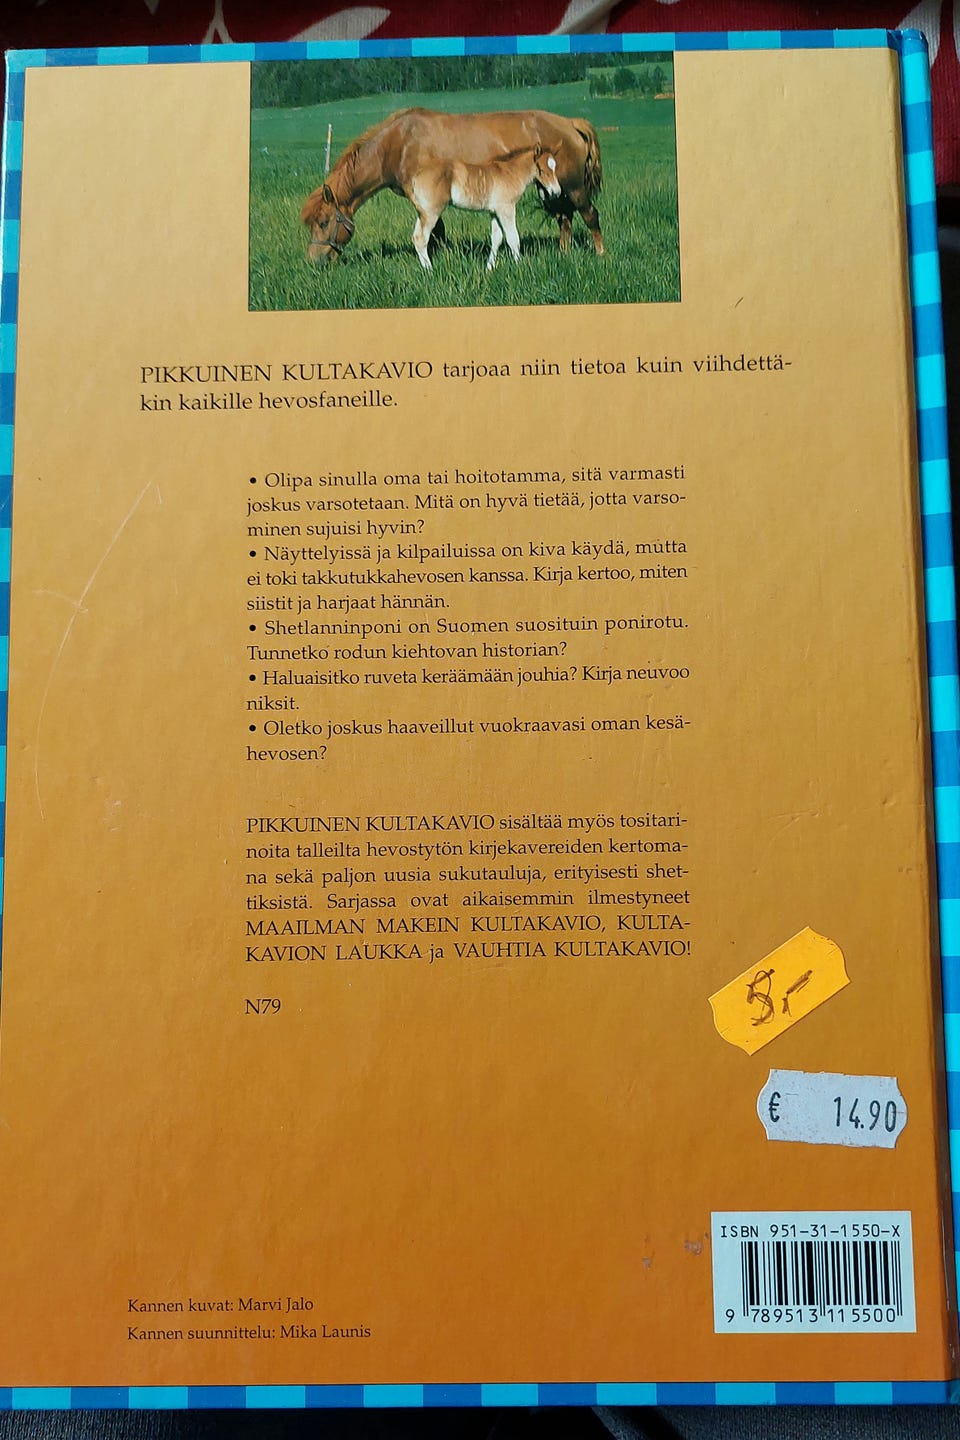 PIKKUINEN KULTAKAVIO tarjoaa niin tietoa kuin viihdettä-
kin kaikille hevosfaneille.
• Olipa sinulla oma tai hoitotamma, sitä varmasti
joskus varsotetaan. Mitä on hyvä tietää, jotta varso-
minen sujuisi hyvin?
• Näyttelyissä ja kilpailuissa on kiva käydä, mutta
ei toki takkutukkahevosen kanssa. Kirja kertoo, miten
siistit ja harjaat hännän.
• Shetlanninponi on Suomen suosituin ponirotu.
Tunnetko rodun kiehtovan historian?
• Haluaisitko ruveta keräämään jouhia? Kirja neuvoo
niksit.
• Oletko joskus haaveillut vuokraavasi oman kesä-
hevosen?
PIKKUINEN KULTAKAVIO sisältää myös tositari-
noita talleilta hevostytön kirjekavereiden kertoma-
na sekä paljon uusia sukutauluja, erityisesti shet-
tiksistä. Sarjassa ovat aikaisemmin ilmestyneet
MAAILMAN MAKEIN KULTAKAVIO, KULTA-
KAVION LAUKKA ja VAUHTIA KULTAKAVIO!
N79
€ 14.90
ISBN 951-31-1550-X
9 789513 115500
Kannen kuvat: Marvi Jalo
Kannen suunnittelu: Mika Launis